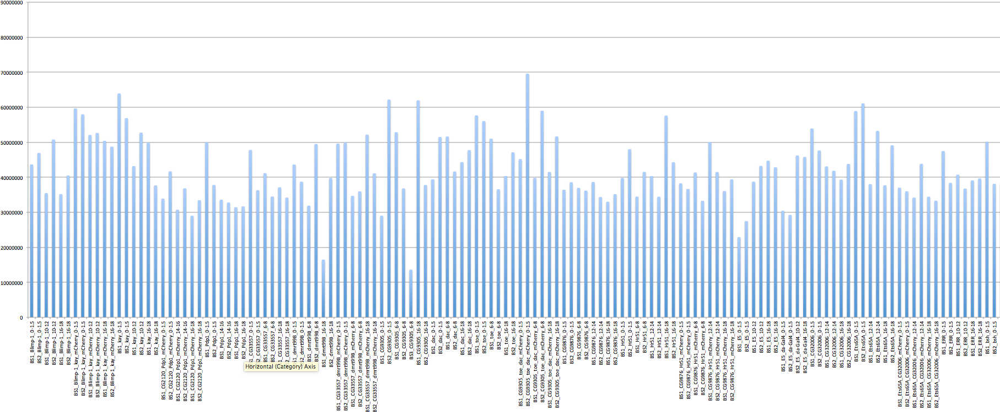 90000000
80000000
70000000
60000000
50000000
40000000
30000000
20000000
10000000
0
BS1_Blimp-1_0-1.5
BS2_Blimp-1_0-1.5
BS1_Blimp-1_10-12
BS2_Blimp-1_10-12
BS1_Blimp-1_16-18
BS2_Blimp-1_16-18
BS1_Blimp-1_kay_mCherry_0-1.5
BS2_Blimp-1_kay_mCherry_0-1.5
BS1_Blimp-1_kay_mCherry_10-12
BS2_Blimp-1_kay_mCherry_10-12
BS1_Blimp-1_kay_mCherry_16-18
BS2_Blimp-1_kay_mCherry_16-18
BS1_kay_0-1.5
BS2_kay_0-1.5
BS1_kay_10-12
BS2_kay_10-12
BS1_kay_16-18
BS2_kay_16-18
BS1_CG2120_Pdp1_mCherry_0-1.5
BS2_CG2120_Pdp1_mCherry_0-1.5
BS1_CG2120_Pdp1_mCherry_14-16
BS2_CG2120_Pdp1_mCherry_14-16
BS1_CG2120_Pdp1_mCherry_16-18
BS2_CG2120_Pdp1_mCherry_16-18
BS1_Pdp1_0-1.5
BS2_Pdp1_0-1.5
BS1_Pdp1_14-16
BS2_Pdp1_14-16
BS1_Pdp1_16-18
BS2_Pdp1_16-18
BS1_CG33557_0-1.5
BS2_CG33557_0-1.5
BS1_CG33557_6-8
BS2_CG33557_6-8
BS1_CG33557_16-18
BS2_CG33557_16-18
BS1_dmrt99B_0-1.5
BS2_dmrt99B_0-1.5
BS1_dmrt99B_6-8
BS2_dmrt99B_6-8
BS1_dmrt99B_16-18
BS2_dmrt99B_16-18
BS1_CG33557_dmrt99B_mCherry_0-1.5
BS2_CG33557_dmrt99B_mCherry_0-1.5
BS1_CG33557_dmrt99B_mCherry_6-8
BS2_CG33557_dmrt99B_mCherry_6-8
BS1_CG33557_dmrt99B_mCherry_16-18
BS2_CG33557_dmrt99B_mCherry_16-18
BS1_CG9305_0-1.5
BS2_CG9305_0-1.5
BS1_CG9305_6-8
BS2_CG9305_6-8
BS3_CG9305_6-8
BS1_CG9305_16-18
BS2_CG9305_16-18
BS1_dac_0-1.5
BS2_dac_0-1.5
BS1_dac_6-8
BS2_dac_6-8
BS1_dac_16-18
BS2_dac_16-18
BS1_toe_0-1.5
BS2_toe_0-1.5
BS1_toe_6-8
BS2_toe_6-8
BS1_toe_16-18
BS2_toe_16-18
BS1_CG9305_toe_dac_mCherry_0-1.5
BS2_CG9305_toe_dac_mCherry_0-1.5
BS1_CG9305_toe_dac_mCherry_6-8
BS2_CG9305_toe_dac_mCherry_6-8
BS1_CG9305_toe_dac_mCherry_16-18
BS2_CG9305_toe_dac_mCherry_16-18
BS1_CG9876_0-1.5
BS2_CG9876_0-1.5
BS1_CG9876_6-8
BS2_CG9876_6-8
BS1_CG9876_12-14
BS2_CG9876_12-14
BS1_CG9876_16-18
BS2_CG9876_16-18
BS1_Hr51_0-1.5
BS2_Hr51_0-1.5
BS1_Hr51_6-8
BS2_Hr51_6-8
BS1_Hr51_12-14
BS2_Hr51_12-14
BS1_Hr51_16-18
BS2_Hr51_16-18
BS1_CG9876_Hr51_mCherry_0-1.5
BS2_CG9876_Hr51_mCherry_0-1.5
BS1_CG9876_Hr51_mCherry_6-8
BS2_CG9876_Hr51_mCherry_6-8
BS1_CG9876_Hr51_mCherry_12-14
BS2_CG9876_Hr51_mCherry_12-14
BS1_CG9876_Hr51_mCherry_16-18
BS2_CG9876_Hr51_mCherry_16-18
BS1_E5_0-1.5
BS2_E5_0-1.5
BS1_E5_10-12
BS2_E5_10-12
BS1_E5_16-18
BS2_E5_16-18
BS1_E5_da-Gal4_0-1.5
BS2_E5_da-Gal4_0-1.5
BS2_E5_da-Gal4_10-12
BS2_E5_da-Gal4_16-18
BS1_CG32006_0-1.5
BS2_CG32006_0-1.5
BS1_CG32006_12-14
BS2_CG32006_12-14
BS1_CG32006_16-18
BS2_CG32006_16-18
BS1_Ets65A_0-1.5
BS2_Ets65A_0-1.5
BS1_Ets65A_12-14
BS2_Ets65A_12-14
BS1_Ets65A_16-18
BS2_Ets65A_16-18
BS1_Ets65A_CG32006_mCherry_0-1.5
BS2_Ets65A_CG32006_mCherry_0-1.5
BS1_Ets65A_CG32006_mCherry_12-14
BS2_Ets65A_CG32006_mCherry_12-14
BS1_Ets65A_CG32006_mCherry_16-18
BS2_Ets65A_CG32006_mCherry_16-18
BS1_ERR_0-1.5
BS2_ERR_0-1.5
BS1_ERR_10-12
BS2_ERR_10-12
BS1_ERR_16-18
BS2_ERR_16-18
BS1_bsh_0-1.5
BS2_bsh_0-1.5
Horizontal (Category) Axis